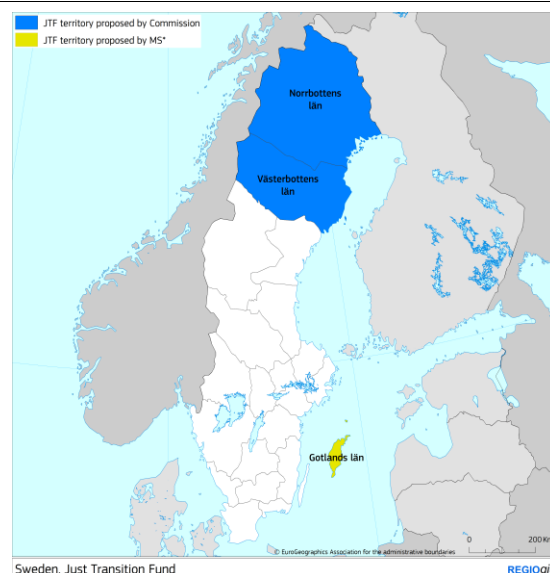 JTF territory proposed by Commission
JTF territory proposed by MS*
Norrbottens
län
Västerbottens
län
Gotlands län
0 200 Km
© EuroGeographics Association for the administrative boundaries
Sweden, Just Transition Fund
REGIOgi